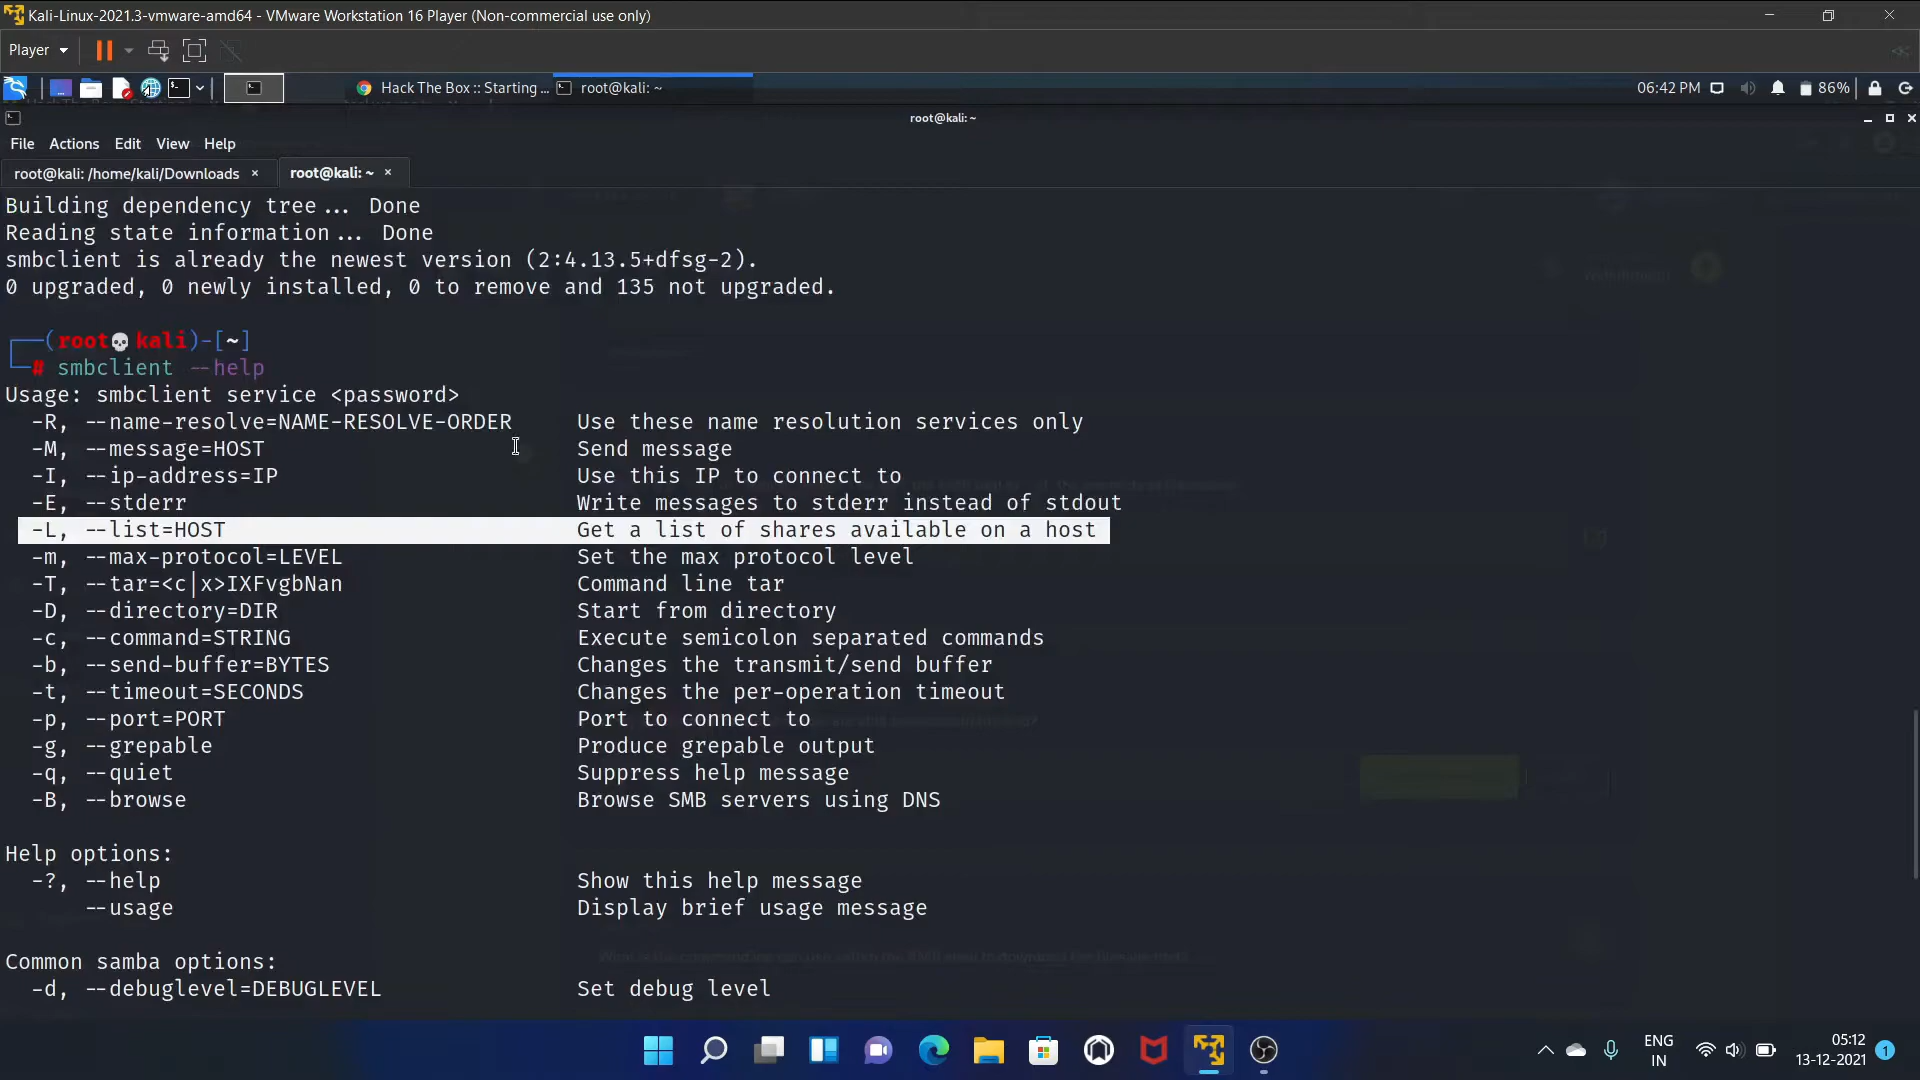 Kali-Linux-2021.3-vmware-amd64 - VMware Workstation 16 Player (Non-commercial use only)
Player
Hack The Box :: Starting ...
root@kali: ~
06:42 PM
86%
root@kali: ~
File Actions Edit View Help
root@kali: /home/kali/Downloads ×
root@kali: ~ ×
Building dependency tree... Done
Reading state information... Done
smbclient is already the newest version (2:4.13.5+dfsg-2).
0 upgraded, 0 newly installed, 0 to remove and 135 not upgraded.
┌──(root💀kali)-[~]
└─# smbclient --help
Usage: smbclient service <password>
-R, --name-resolve=NAME-RESOLVE-ORDER Use these name resolution services only
-M, --message=HOST Send message
-I, --ip-address=IP Use this IP to connect to
-E, --stderr Write messages to stderr instead of stdout
-L, --list=HOST Get a list of shares available on a host
-m, --max-protocol=LEVEL Set the max protocol level
-T, --tar=<c|x>IXFvgbNan Command line tar
-D, --directory=DIR Start from directory
-c, --command=STRING Execute semicolon separated commands
-b, --send-buffer=BYTES Changes the transmit/send buffer
-t, --timeout=SECONDS Changes the per-operation timeout
-p, --port=PORT Port to connect to
-g, --grepable Produce grepable output
-q, --quiet Suppress help message
-B, --browse Browse SMB servers using DNS
Help options:
-?, --help Show this help message
--usage Display brief usage message
Common samba options:
-d, --debuglevel=DEBUGLEVEL Set debug level
ENG
IN
05:12
13-12-2021
1